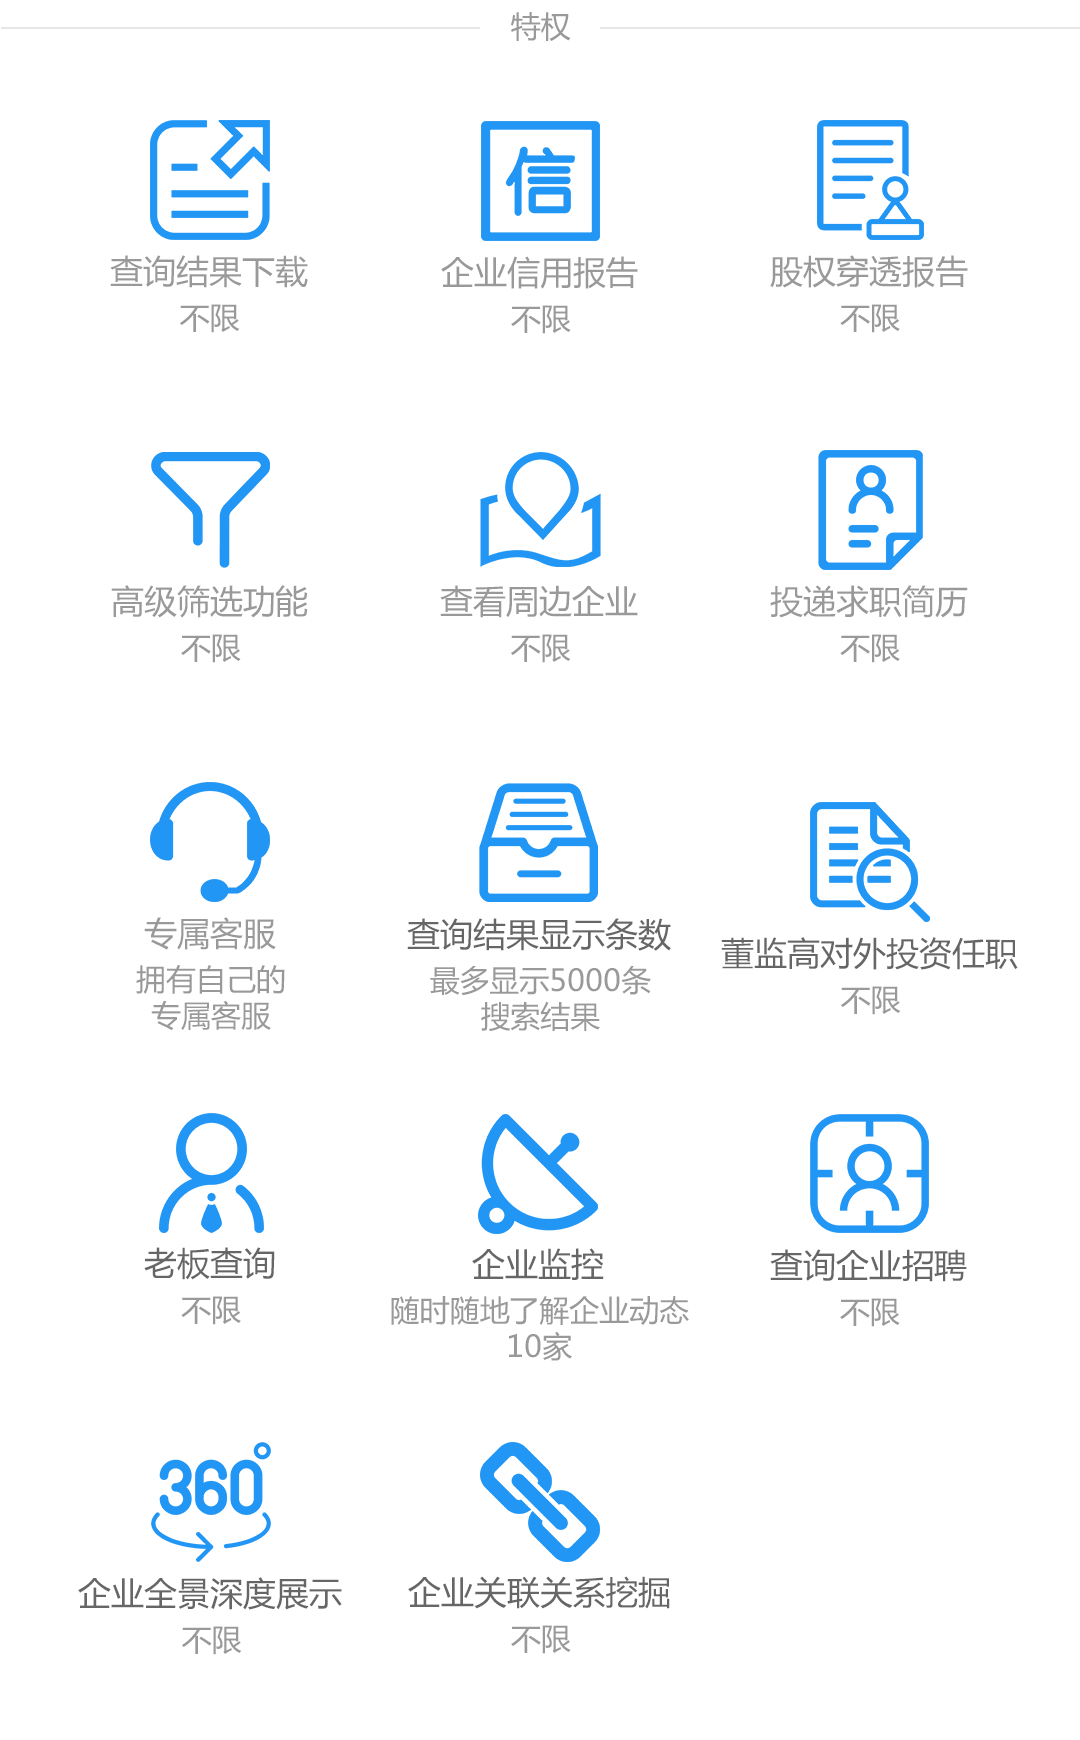 特权
信
查询结果下载
不限
企业信用报告
不限
股权穿透报告
不限
高级筛选功能
不限
查看周边企业
不限
投递求职简历
不限
专属客服
拥有自己的
专属客服
查询结果显示条数
最多显示5000条
搜索结果
董监高对外投资任职
不限
老板查询
不限
企业监控
随时随地了解企业动态
10家
查询企业招聘
不限
360°
企业全景深度展示
不限
企业关联关系挖掘
不限